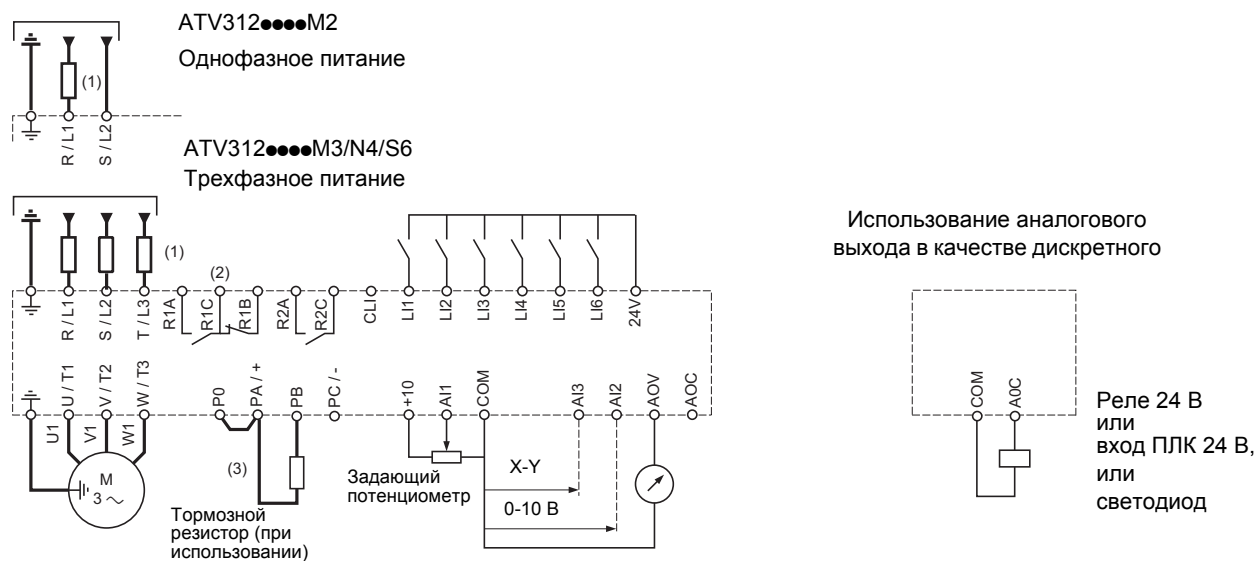 ATV312●●●●M2
Однофазное питание
(1)
R / L1
S / L2
ATV312●●●●M3/N4/S6
Трехфазное питание
(1)
(2)
R / L1
S / L2
T / L3
R1A
R1C
R1B
R2A
R2C
CLI
LI1
LI2
LI3
LI4
LI5
LI6
24V
U / T1
V / T2
W / T3
P0
PA / +
PB
PC / -
+10
AI1
COM
AI3
AI2
AOV
AOC
U1
V1
W1
M
3 ~
(3)
Тормозной
резистор (при
использовании)
Задающий
потенциометр
X-Y
0-10 В
Использование аналогового
выхода в качестве дискретного
COM
A0C
Реле 24 В
или
вход ПЛК 24 В,
или
светодиод